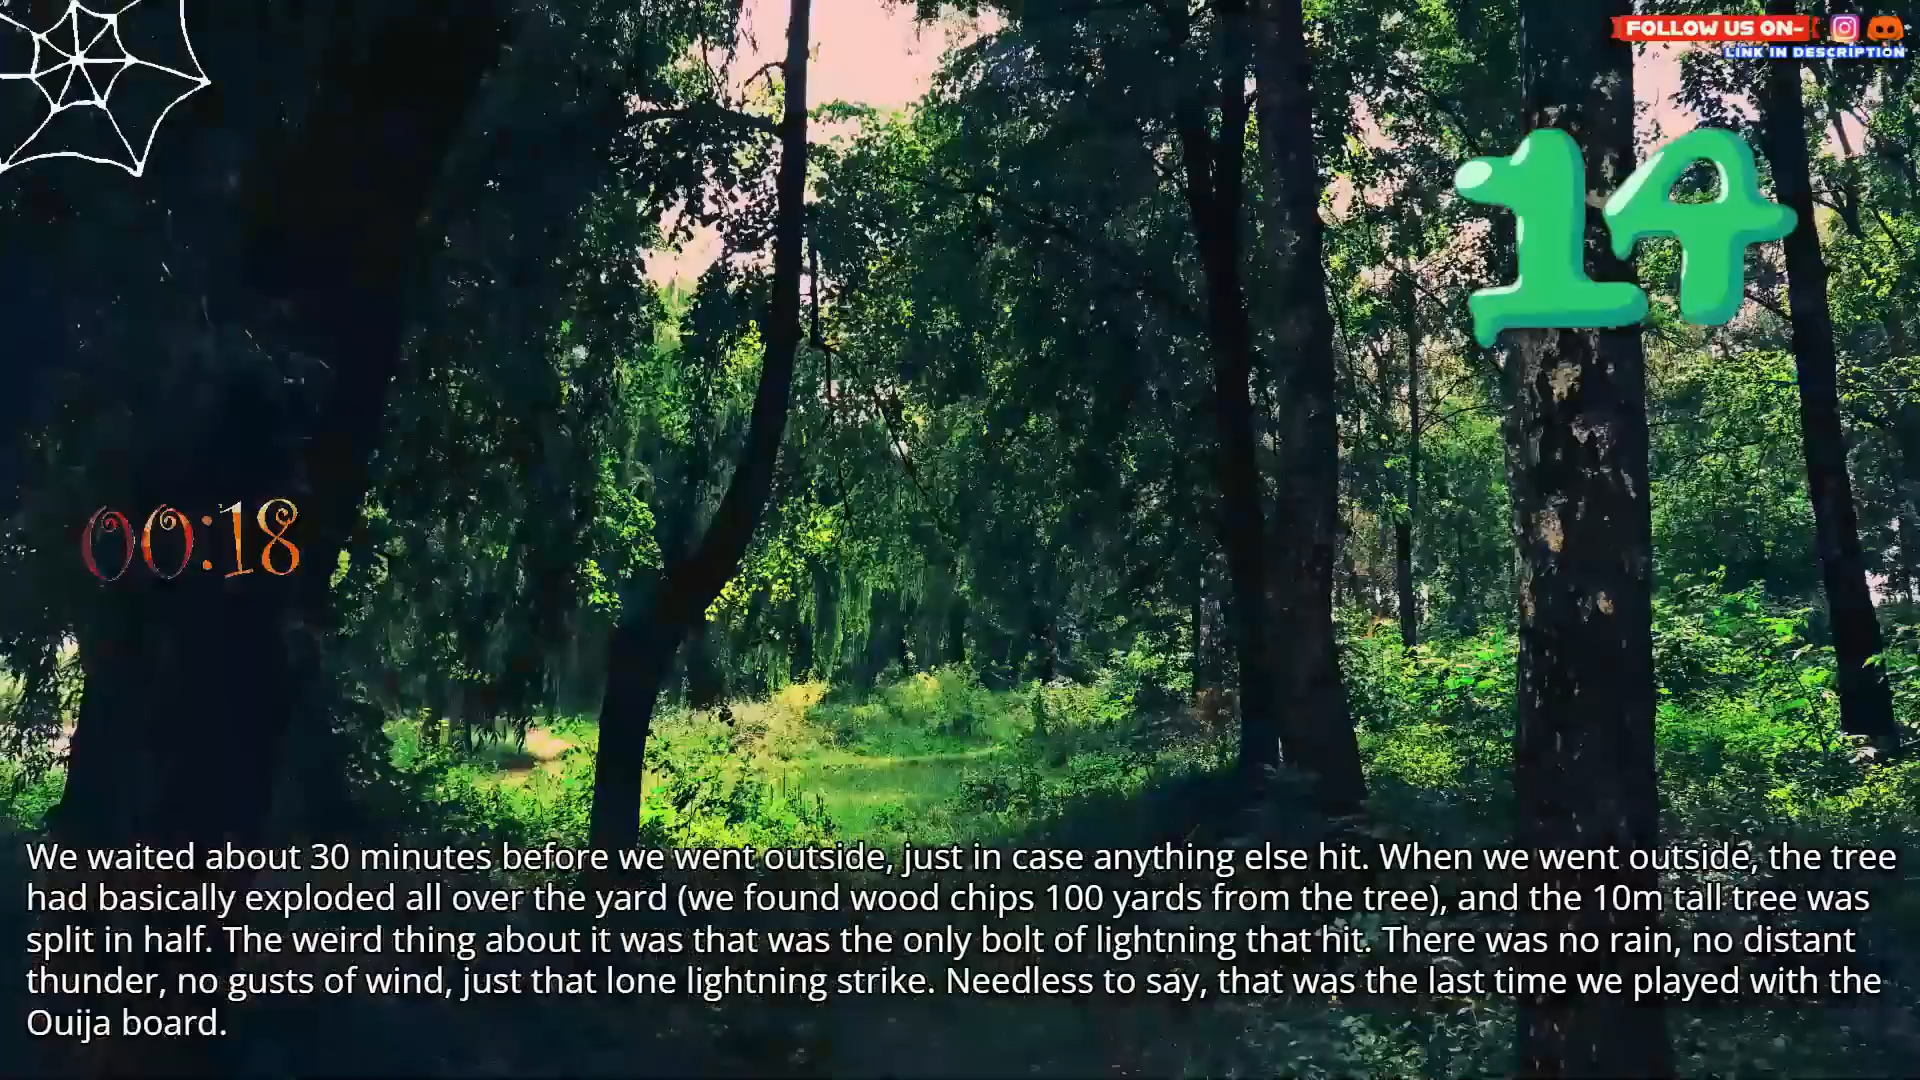 FOLLOW US ON-
LINK IN DESCRIPTION
14
00:18
We waited about 30 minutes before we went outside, just in case anything else hit. When we went outside, the tree
had basically exploded all over the yard (we found wood chips 100 yards from the tree), and the 10m tall tree was
split in half. The weird thing about it was that was the only bolt of lightning that hit. There was no rain, no distant
thunder, no gusts of wind, just that lone lightning strike. Needless to say, that was the last time we played with the
Ouija board.